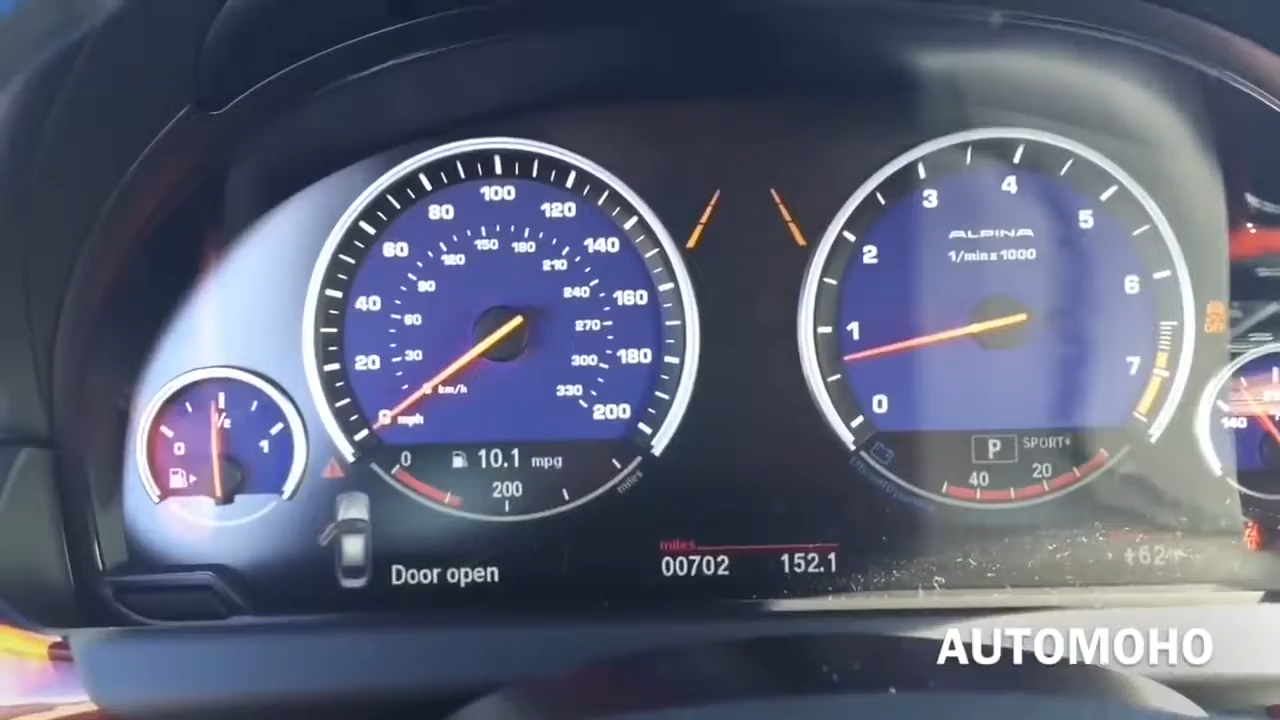 100
80
120
60
140
40
160
20
180
0 mph
200
150
180
120
210
90
240
60
270
30
300
km/h
330
0 1/2 1
0
10.1 mpg
200
miles
Door open
miles
00702 152.1
4
3
5
2
6
1
7
0
ALPINA
1/min x 1000
P SPORT+
40 20
OFF
140
AUTOMOHO